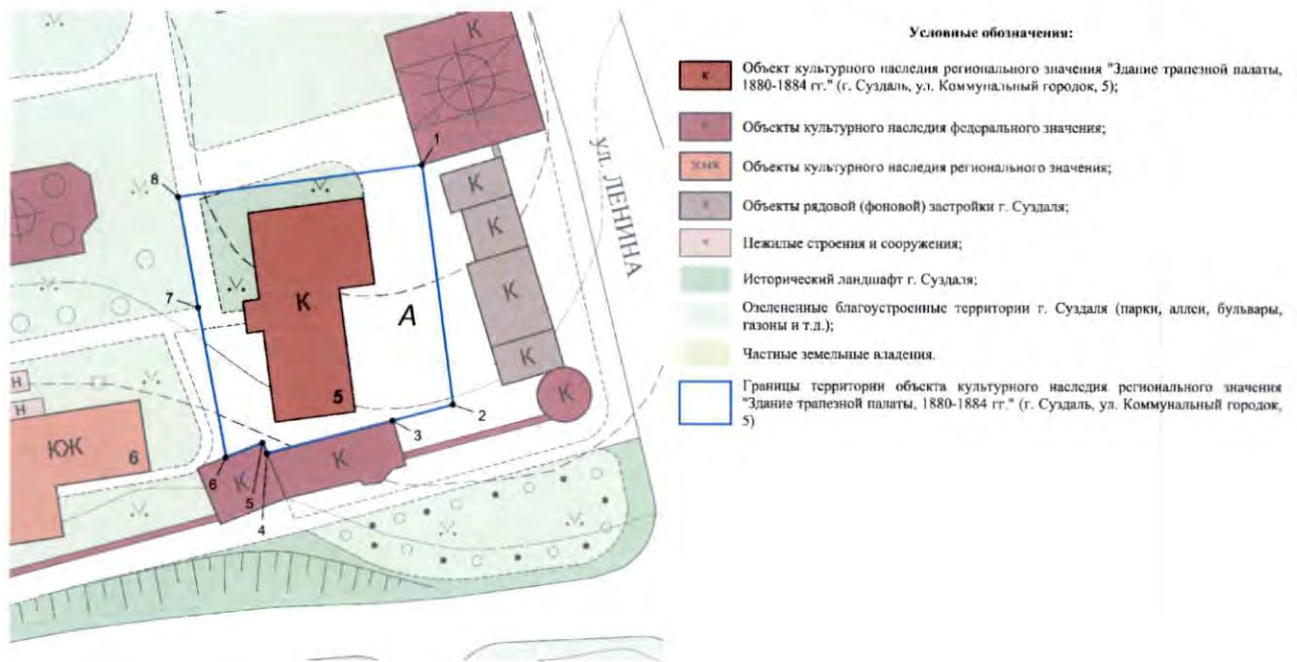 К
1
ул. ЛЕНИНА
8
К
К
7
К
А
К
К
5
2
К
3
Н
Н
КЖ
6
К
К
6
5
4
Условные обозначения:
к
Объект культурного наследия регионального значения "Здание трапезной палаты,
1880-1884 гг." (г. Суздаль, ул. Коммунальный городок, 5);
Объекты культурного наследия федерального значения;
Объекты культурного наследия регионального значения;
К
Объекты рядовой (фоновой) застройки г. Суздаля;
Нежилые строения и сооружения;
Исторический ландшафт г. Суздаля;
Озелененные благоустроенные территории г. Суздаля (парки, аллеи, бульвары,
газоны и т.д.);
Частные земельные владения.
Границы территории объекта культурного наследия регионального значения
"Здание трапезной палаты, 1880-1884 гг." (г. Суздаль, ул. Коммунальный городок,
5)